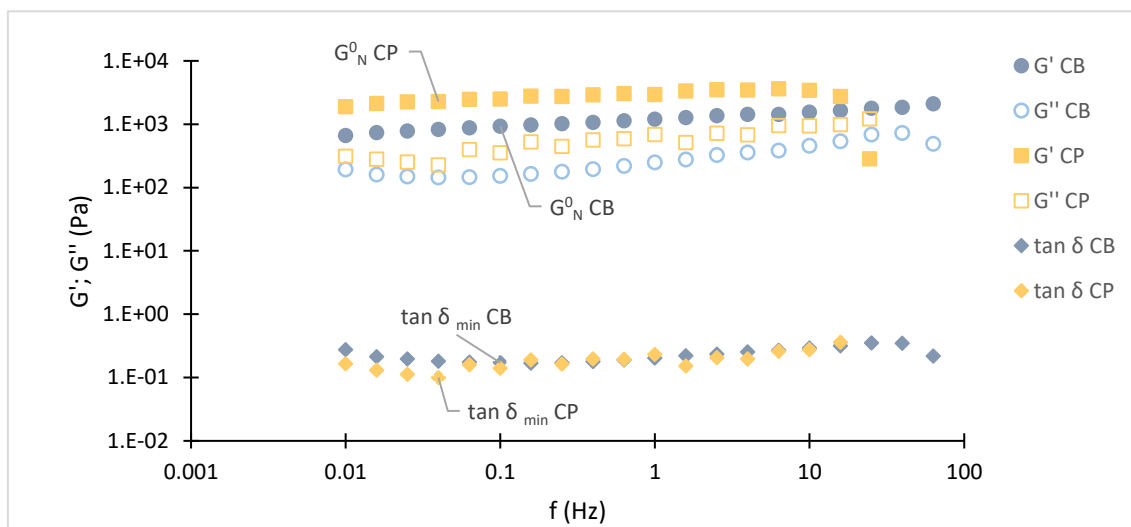 G⁰N CP
1.E+04
1.E+03
1.E+02
1.E+01
1.E+00
1.E-01
1.E-02
G'; G'' (Pa)
G⁰N CB
tan δ min CB
tan δ min CP
0.001
0.01
0.1
1
10
100
f (Hz)
G' CB
G'' CB
G' CP
G'' CP
tan δ CB
tan δ CP